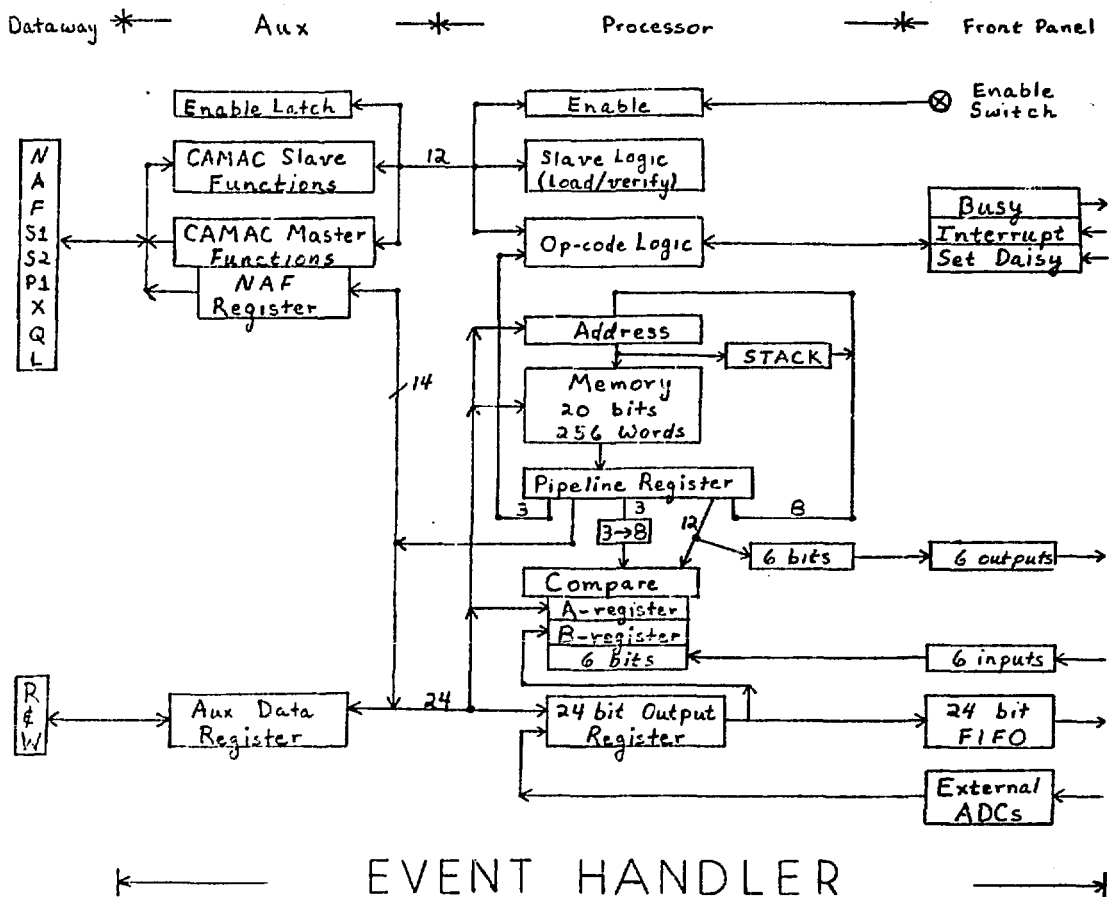 Dataway
Aux
Processor
Front Panel
Enable Latch
Enable
Enable
Switch
N
A
F
S1
S2
P1
X
Q
L
CAMAC Slave
Functions
12
Slave Logic
(load/verify)
CAMAC Master
Functions
NAF
Register
Op-code Logic
Busy
Interrupt
Set Daisy
Address
STACK
14
Memory
20 bits
256 Words
Pipeline Register
3
3
12
8
3→8
6 bits
6 outputs
Compare
A-register
B-register
6 bits
6 inputs
R
&
W
Aux Data
Register
24
24 bit Output
Register
24 bit
FIFO
External
ADCs
EVENT HANDLER